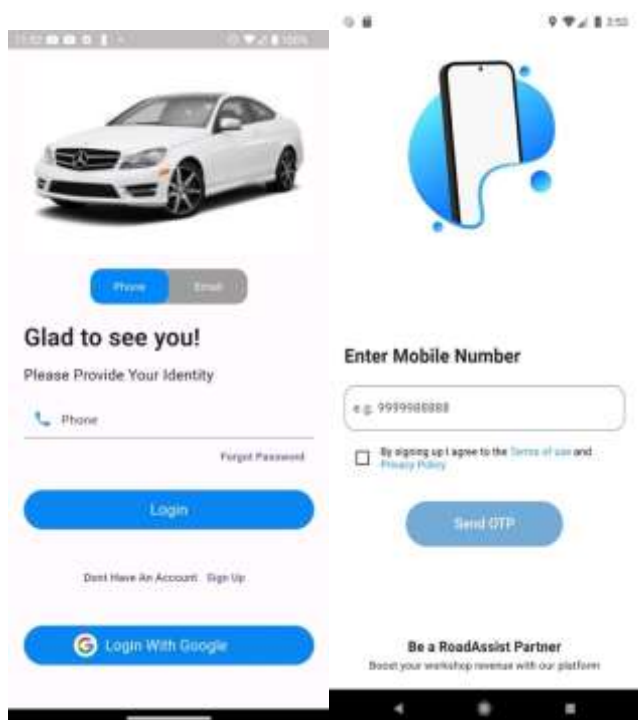 100%
Phone Email
Glad to see you!
Please Provide Your Identity
Phone
Forgot Password
Login
Dont Have An Account Sign Up
Login With Google
Enter Mobile Number
e.g. 9999988888
By signing up I agree to the Terms of use and
Privacy Policy
Send OTP
Be a RoadAssist Partner
Boost your workshop revenue with our platform